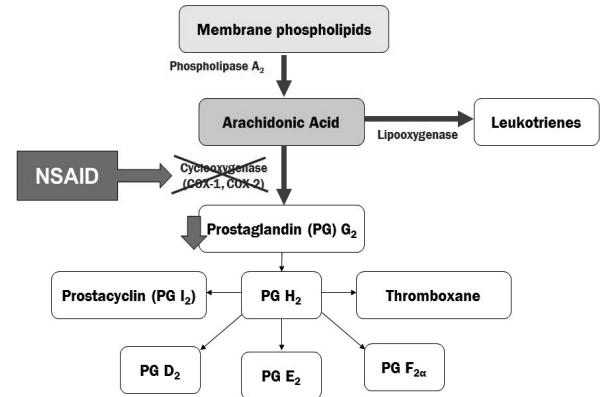 Membrane phospholipids
Phospholipase A₂
Arachidonic Acid
Lipooxygenase
Leukotrienes
NSAID
Cyclooxygenase
(COX-1, COX-2)
Prostaglandin (PG) G₂
Prostacyclin (PG I₂)
PG H₂
Thromboxane
PG D₂
PG E₂
PG F₂α